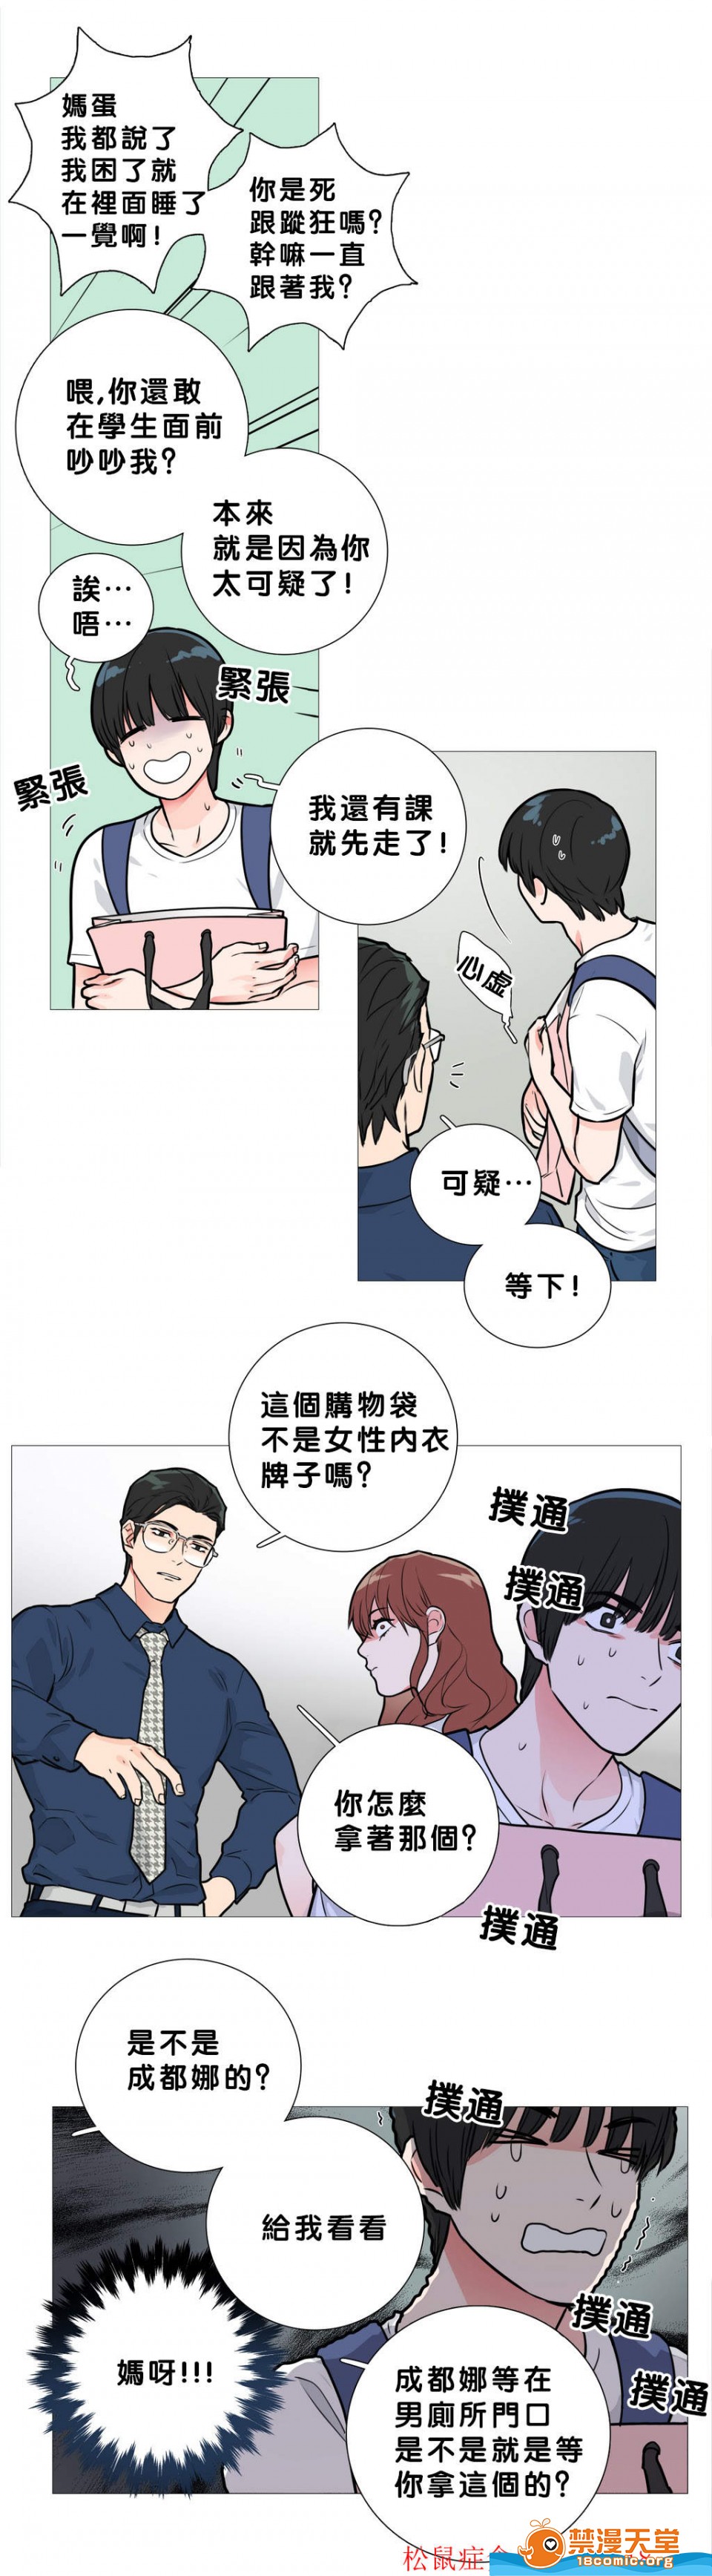 媽蛋
我都說了
我困了就
在裡面睡了
一覺啊!
你是死
跟蹤狂嗎?
幹嘛一直
跟著我?
喂,你還敢
在學生面前
吵吵我?
本來
就是因為你
太可疑了!
誒⋯
唔⋯
緊張
緊張
我還有課
就先走了!
心虛
可疑⋯
等下!
這個購物袋
不是女性內衣
牌子嗎?
撲通
撲通
你怎麼
拿著那個?
撲通
是不是
成都娜的?
撲通
給我看看
媽呀!!!
撲通
撲通
成都娜等在
男廁所門口
是不是就是等
你拿這個的?
松鼠症
禁漫天堂
18comic.org